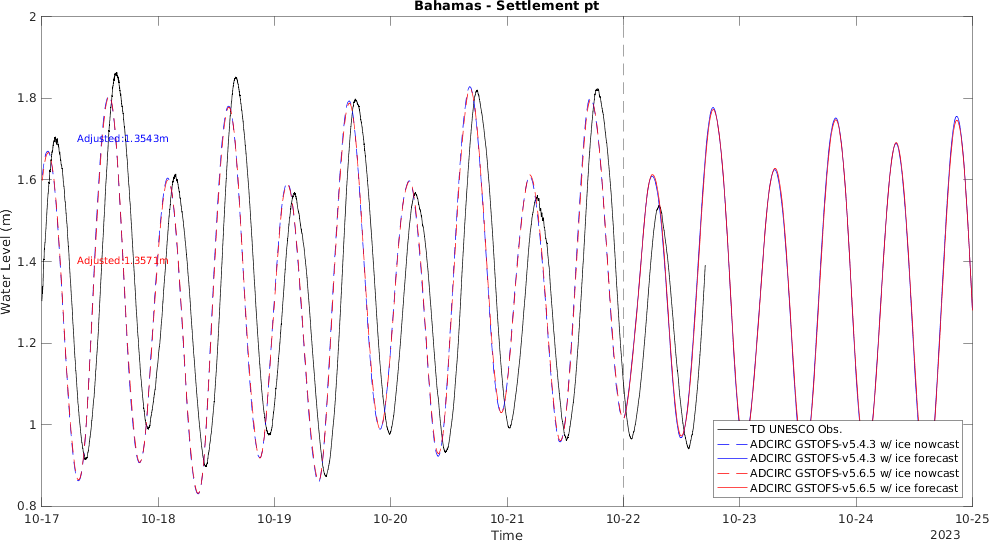 Bahamas - Settlement pt
Water Level (m)
2
1.8
1.6
1.4
1.2
1
0.8
Adjusted:1.3543m
Adjusted:1.3571m
TD UNESCO Obs.
ADCIRC GSTOFS-v5.4.3 w/ ice nowcast
ADCIRC GSTOFS-v5.4.3 w/ ice forecast
ADCIRC GSTOFS-v5.6.5 w/ ice nowcast
ADCIRC GSTOFS-v5.6.5 w/ ice forecast
10-17 10-18 10-19 10-20 10-21 10-22 10-23 10-24 10-25
Time
2023